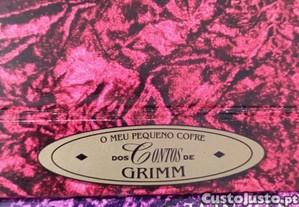 O MEU PEQUENO COFRE
DOS Contos DE
GRIMM
CustoJusto.pt